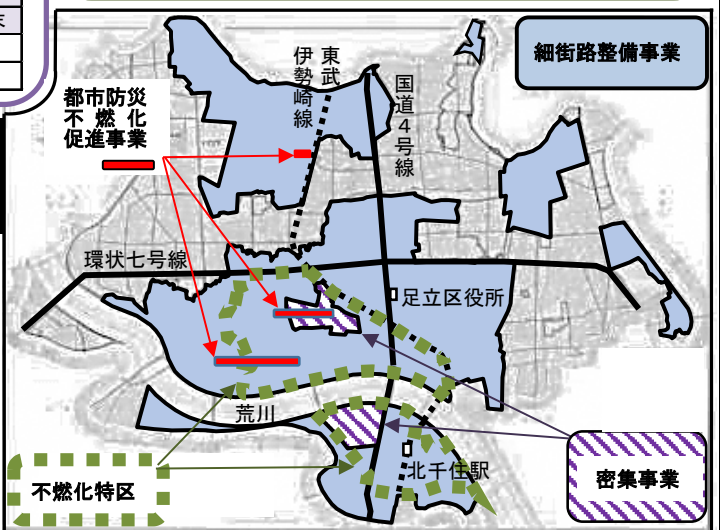 末
細街路整備事業
東武
伊勢崎線
国道４号線
都市防災
不燃化
促進事業
環状七号線
足立区役所
荒川
北千住駅
不燃化特区
密集事業